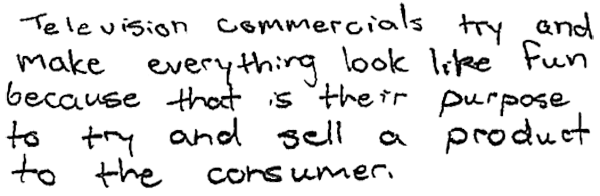 Television commercials try and
make everything look like fun
because that is their purpose
to try and sell a product
to the consumer.